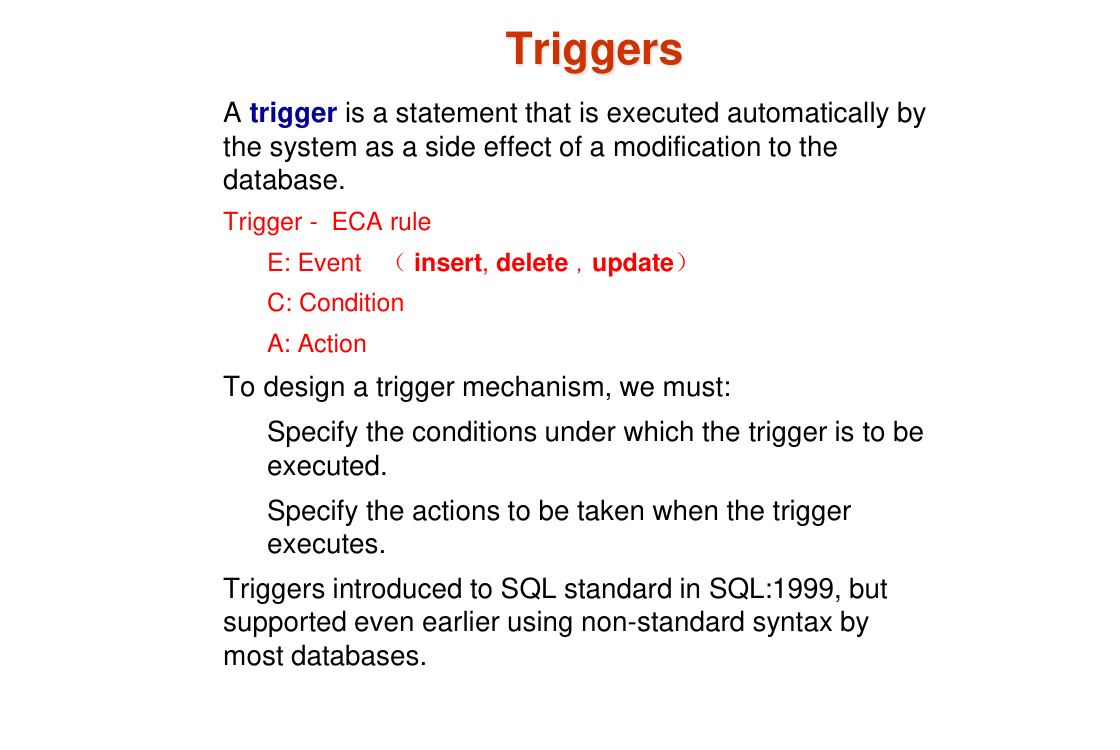 Triggers
A trigger is a statement that is executed automatically by
the system as a side effect of a modification to the
database.
Trigger - ECA rule
E: Event （ insert, delete , update）
C: Condition
A: Action
To design a trigger mechanism, we must:
Specify the conditions under which the trigger is to be
executed.
Specify the actions to be taken when the trigger
executes.
Triggers introduced to SQL standard in SQL:1999, but
supported even earlier using non-standard syntax by
most databases.